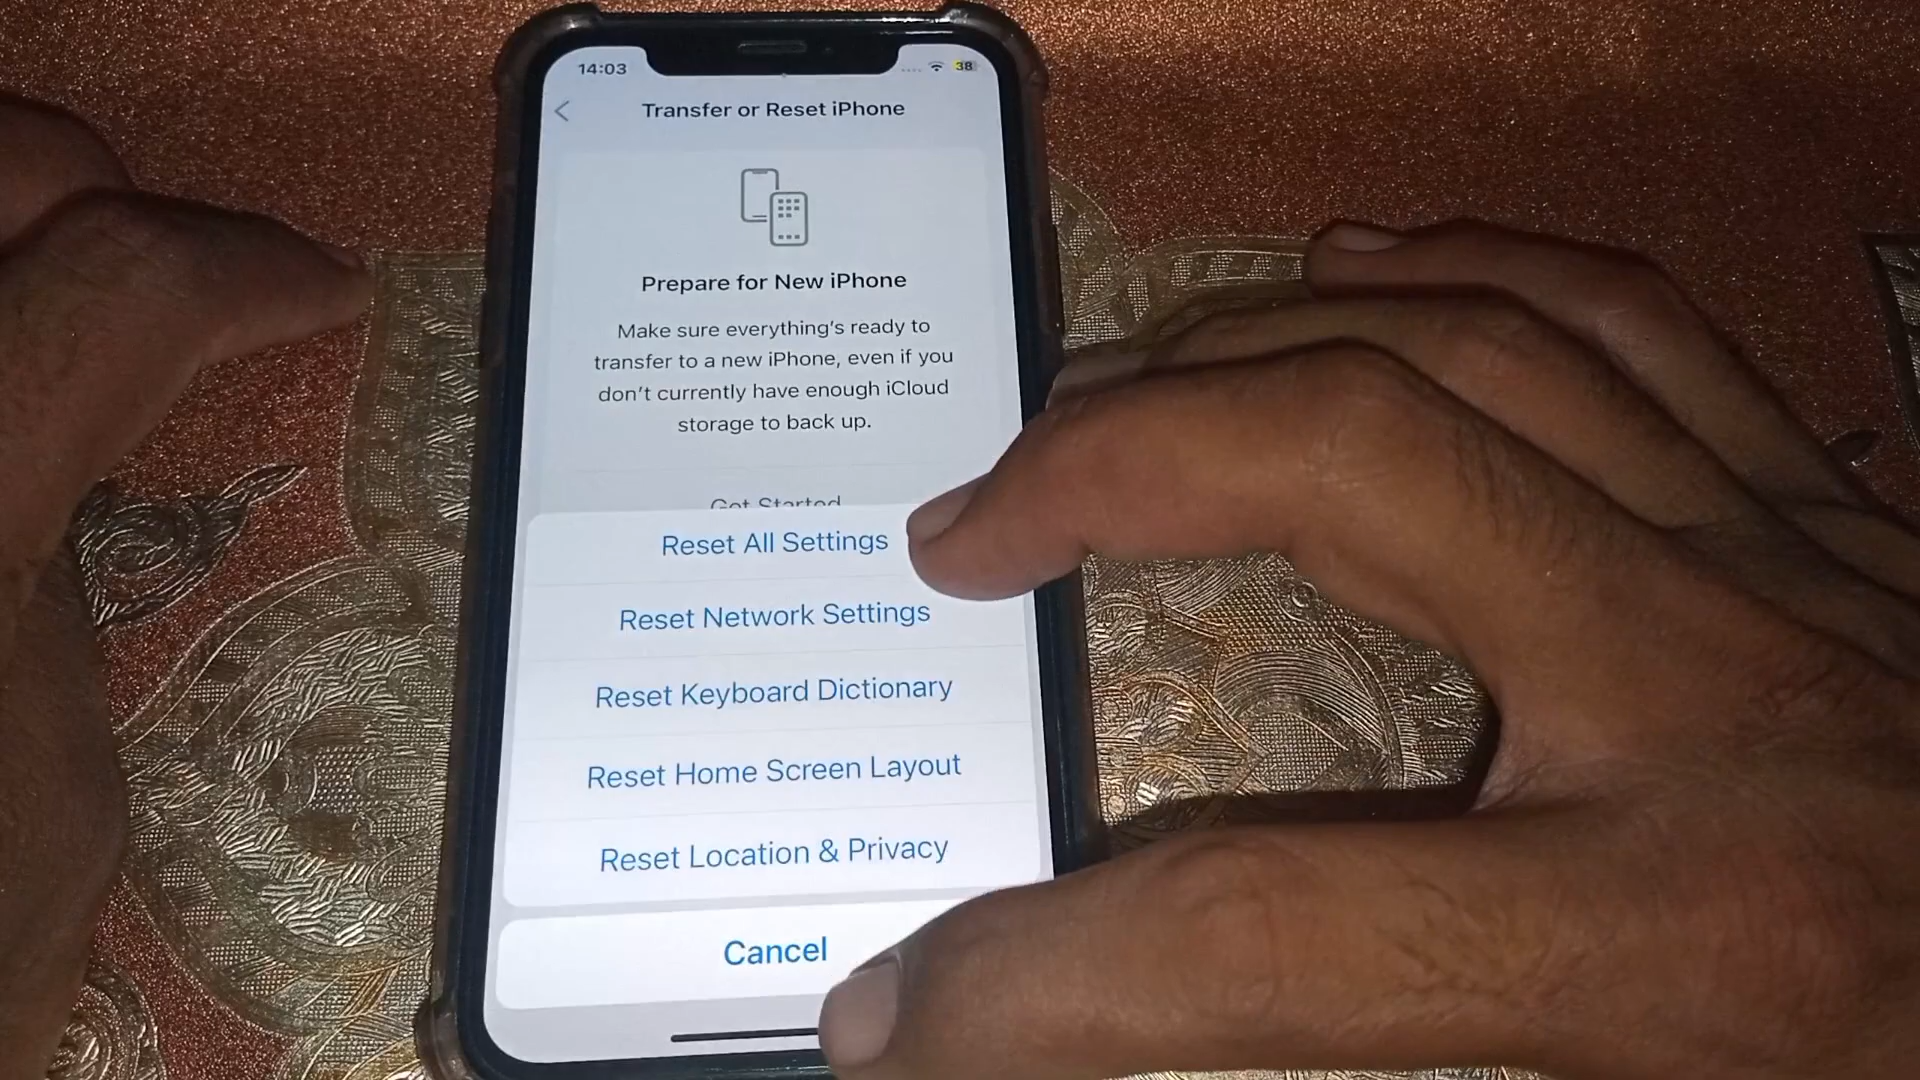 14:03
38
Transfer or Reset iPhone
Prepare for New iPhone
Make sure everything's ready to
transfer to a new iPhone, even if you
don't currently have enough iCloud
storage to back up.
Get Started
Reset All Settings
Reset Network Settings
Reset Keyboard Dictionary
Reset Home Screen Layout
Reset Location & Privacy
Cancel